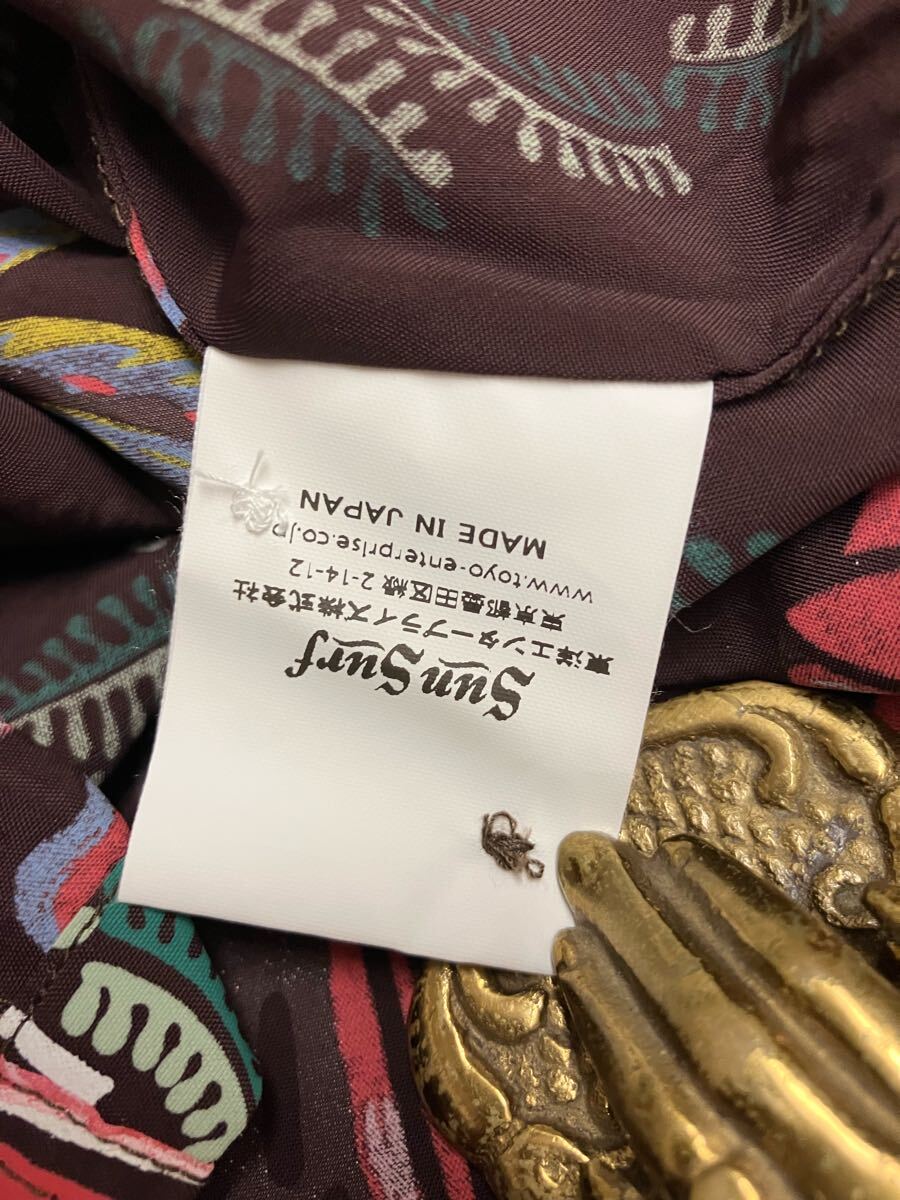 Sun Surf
東洋エンタープライズ株式会社
東京都墨田区緑 2-14-12
www.toyo-enterprise.co.jp
MADE IN JAPAN